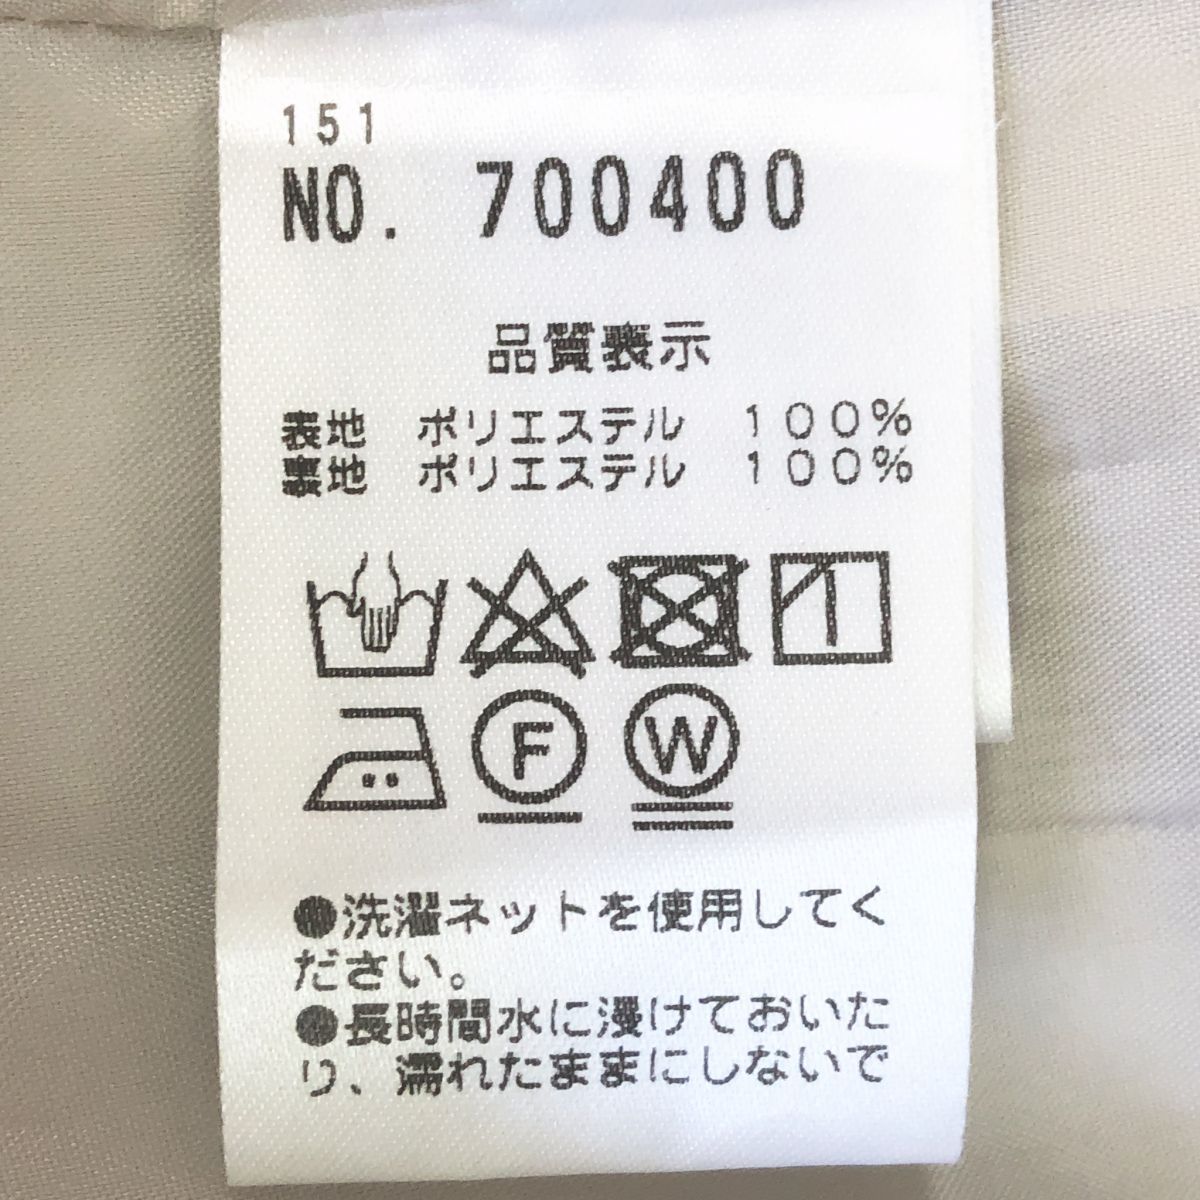 151
NO. 700400
品質表示
表地 ポリエステル 100%
裏地 ポリエステル 100%
F W
●洗濯ネットを使用してく
ださい。
●長時間水に浸けておいた
り、濡れたままにしないで